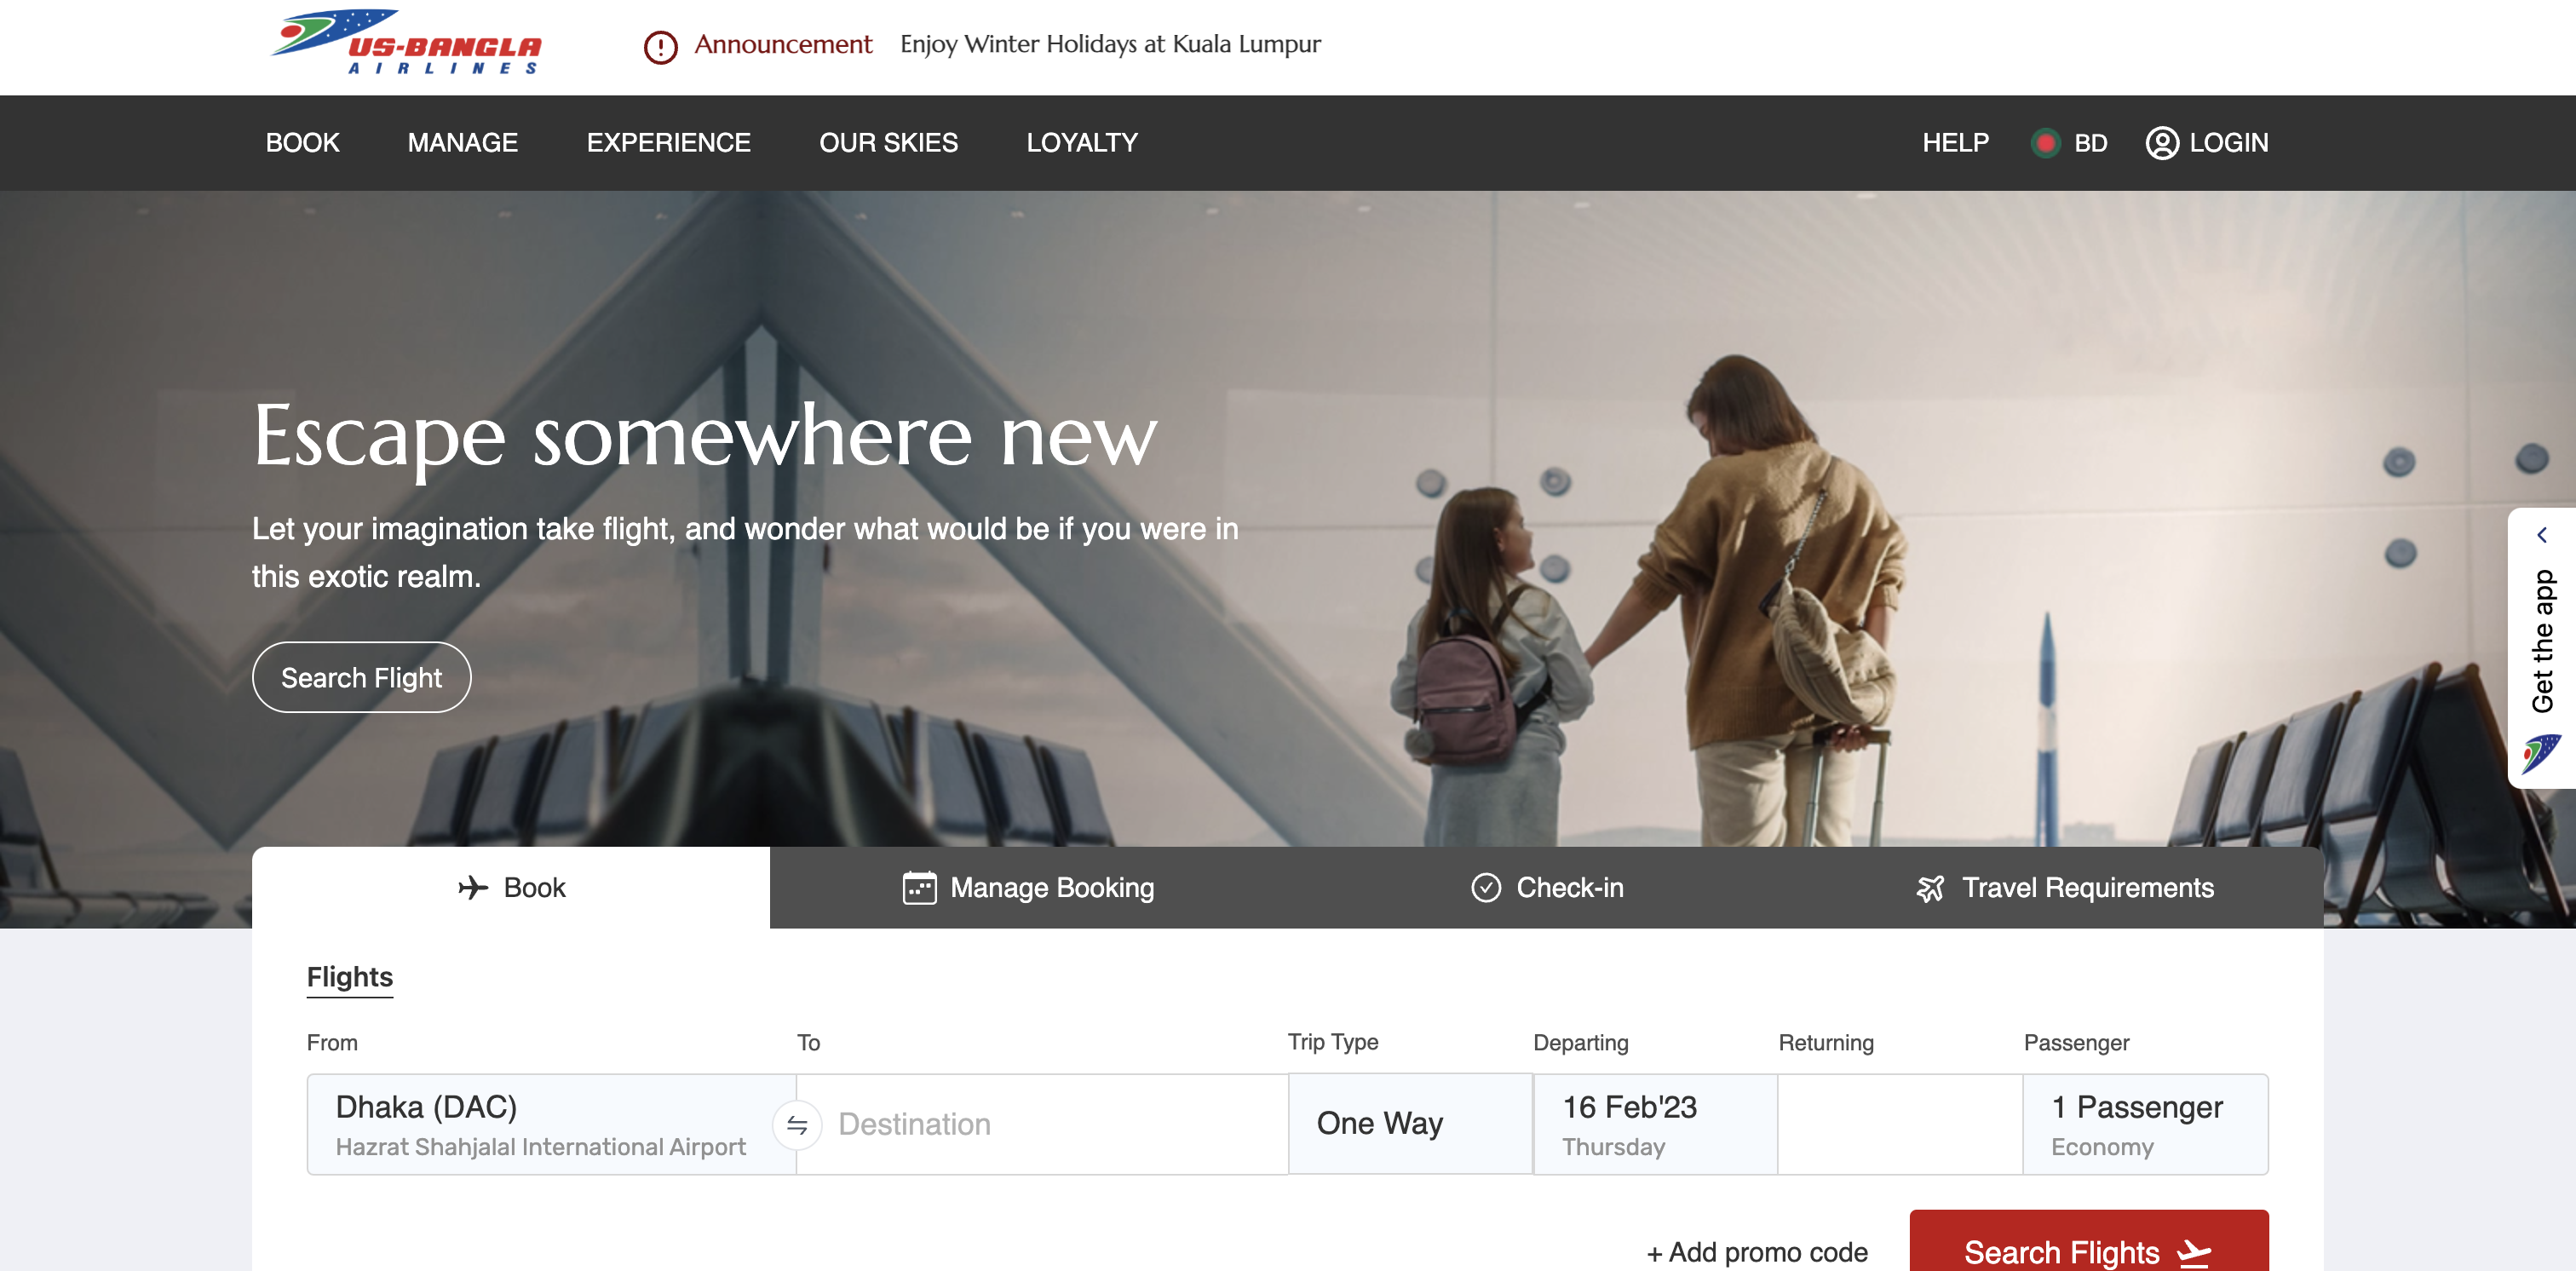 US-BANGLA
AIRLINES
Announcement Enjoy Winter Holidays at Kuala Lumpur
BOOK MANAGE EXPERIENCE OUR SKIES LOYALTY HELP BD LOGIN
Escape somewhere new
Let your imagination take flight, and wonder what would be if you were in
this exotic realm.
Search Flight
Get the app
Book Manage Booking Check-in Travel Requirements
Flights
From To Trip Type Departing Returning Passenger
Dhaka (DAC) Destination One Way 16 Feb'23 1 Passenger
Hazrat Shahjalal International Airport Thursday Economy
+ Add promo code Search Flights